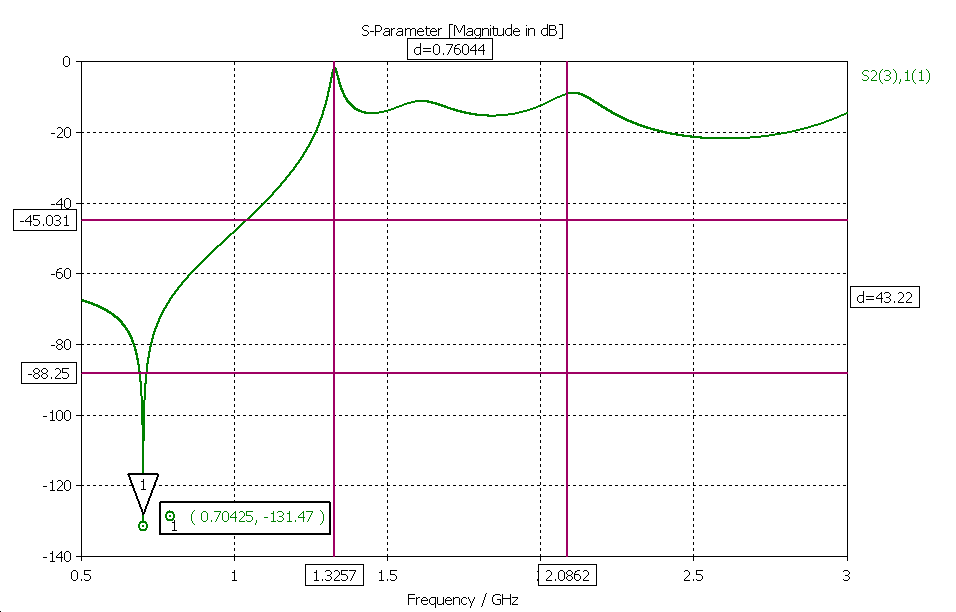 S-Parameter [Magnitude in dB]
d=0.76044
0
S2(3),1(1)
-20
-40
-45.031
-60
d=43.22
-80
-88.25
-100
-120
1
1 ( 0.70425, -131.47 )
-140
0.5 1 1.3257 1.5 2.0862 2.5 3
Frequency / GHz